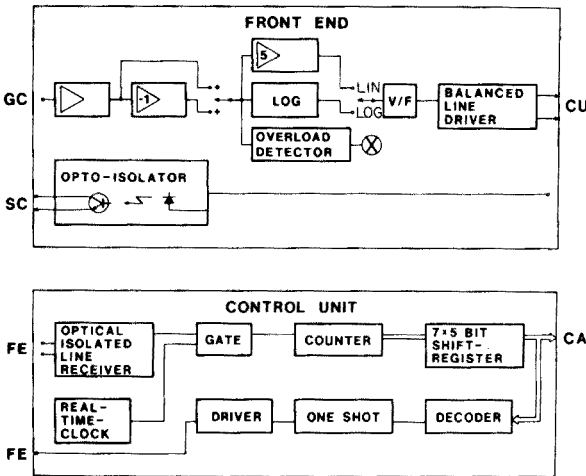 FRONT END
GC
-1
+
+
5
LOG
OVERLOAD
DETECTOR
LIN
LOG
V/F
BALANCED
LINE
DRIVER
CU
OPTO-ISOLATOR
SC
CONTROL UNIT
FE
OPTICAL
ISOLATED
LINE
RECEIVER
GATE
COUNTER
7×5 BIT
SHIFT-
REGISTER
CA
REAL-
TIME-
CLOCK
DRIVER
ONE SHOT
DECODER
FE